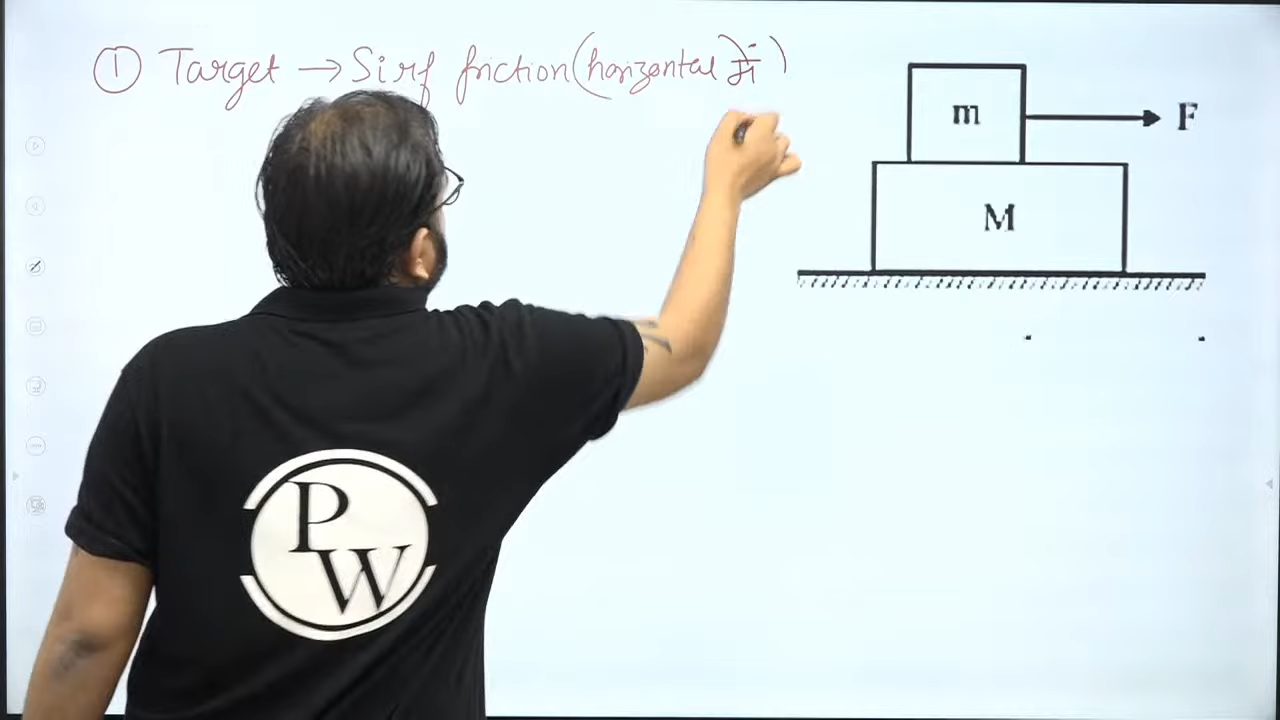 ① Target → Sirf friction (horizontal में)
m
F
M
P
W